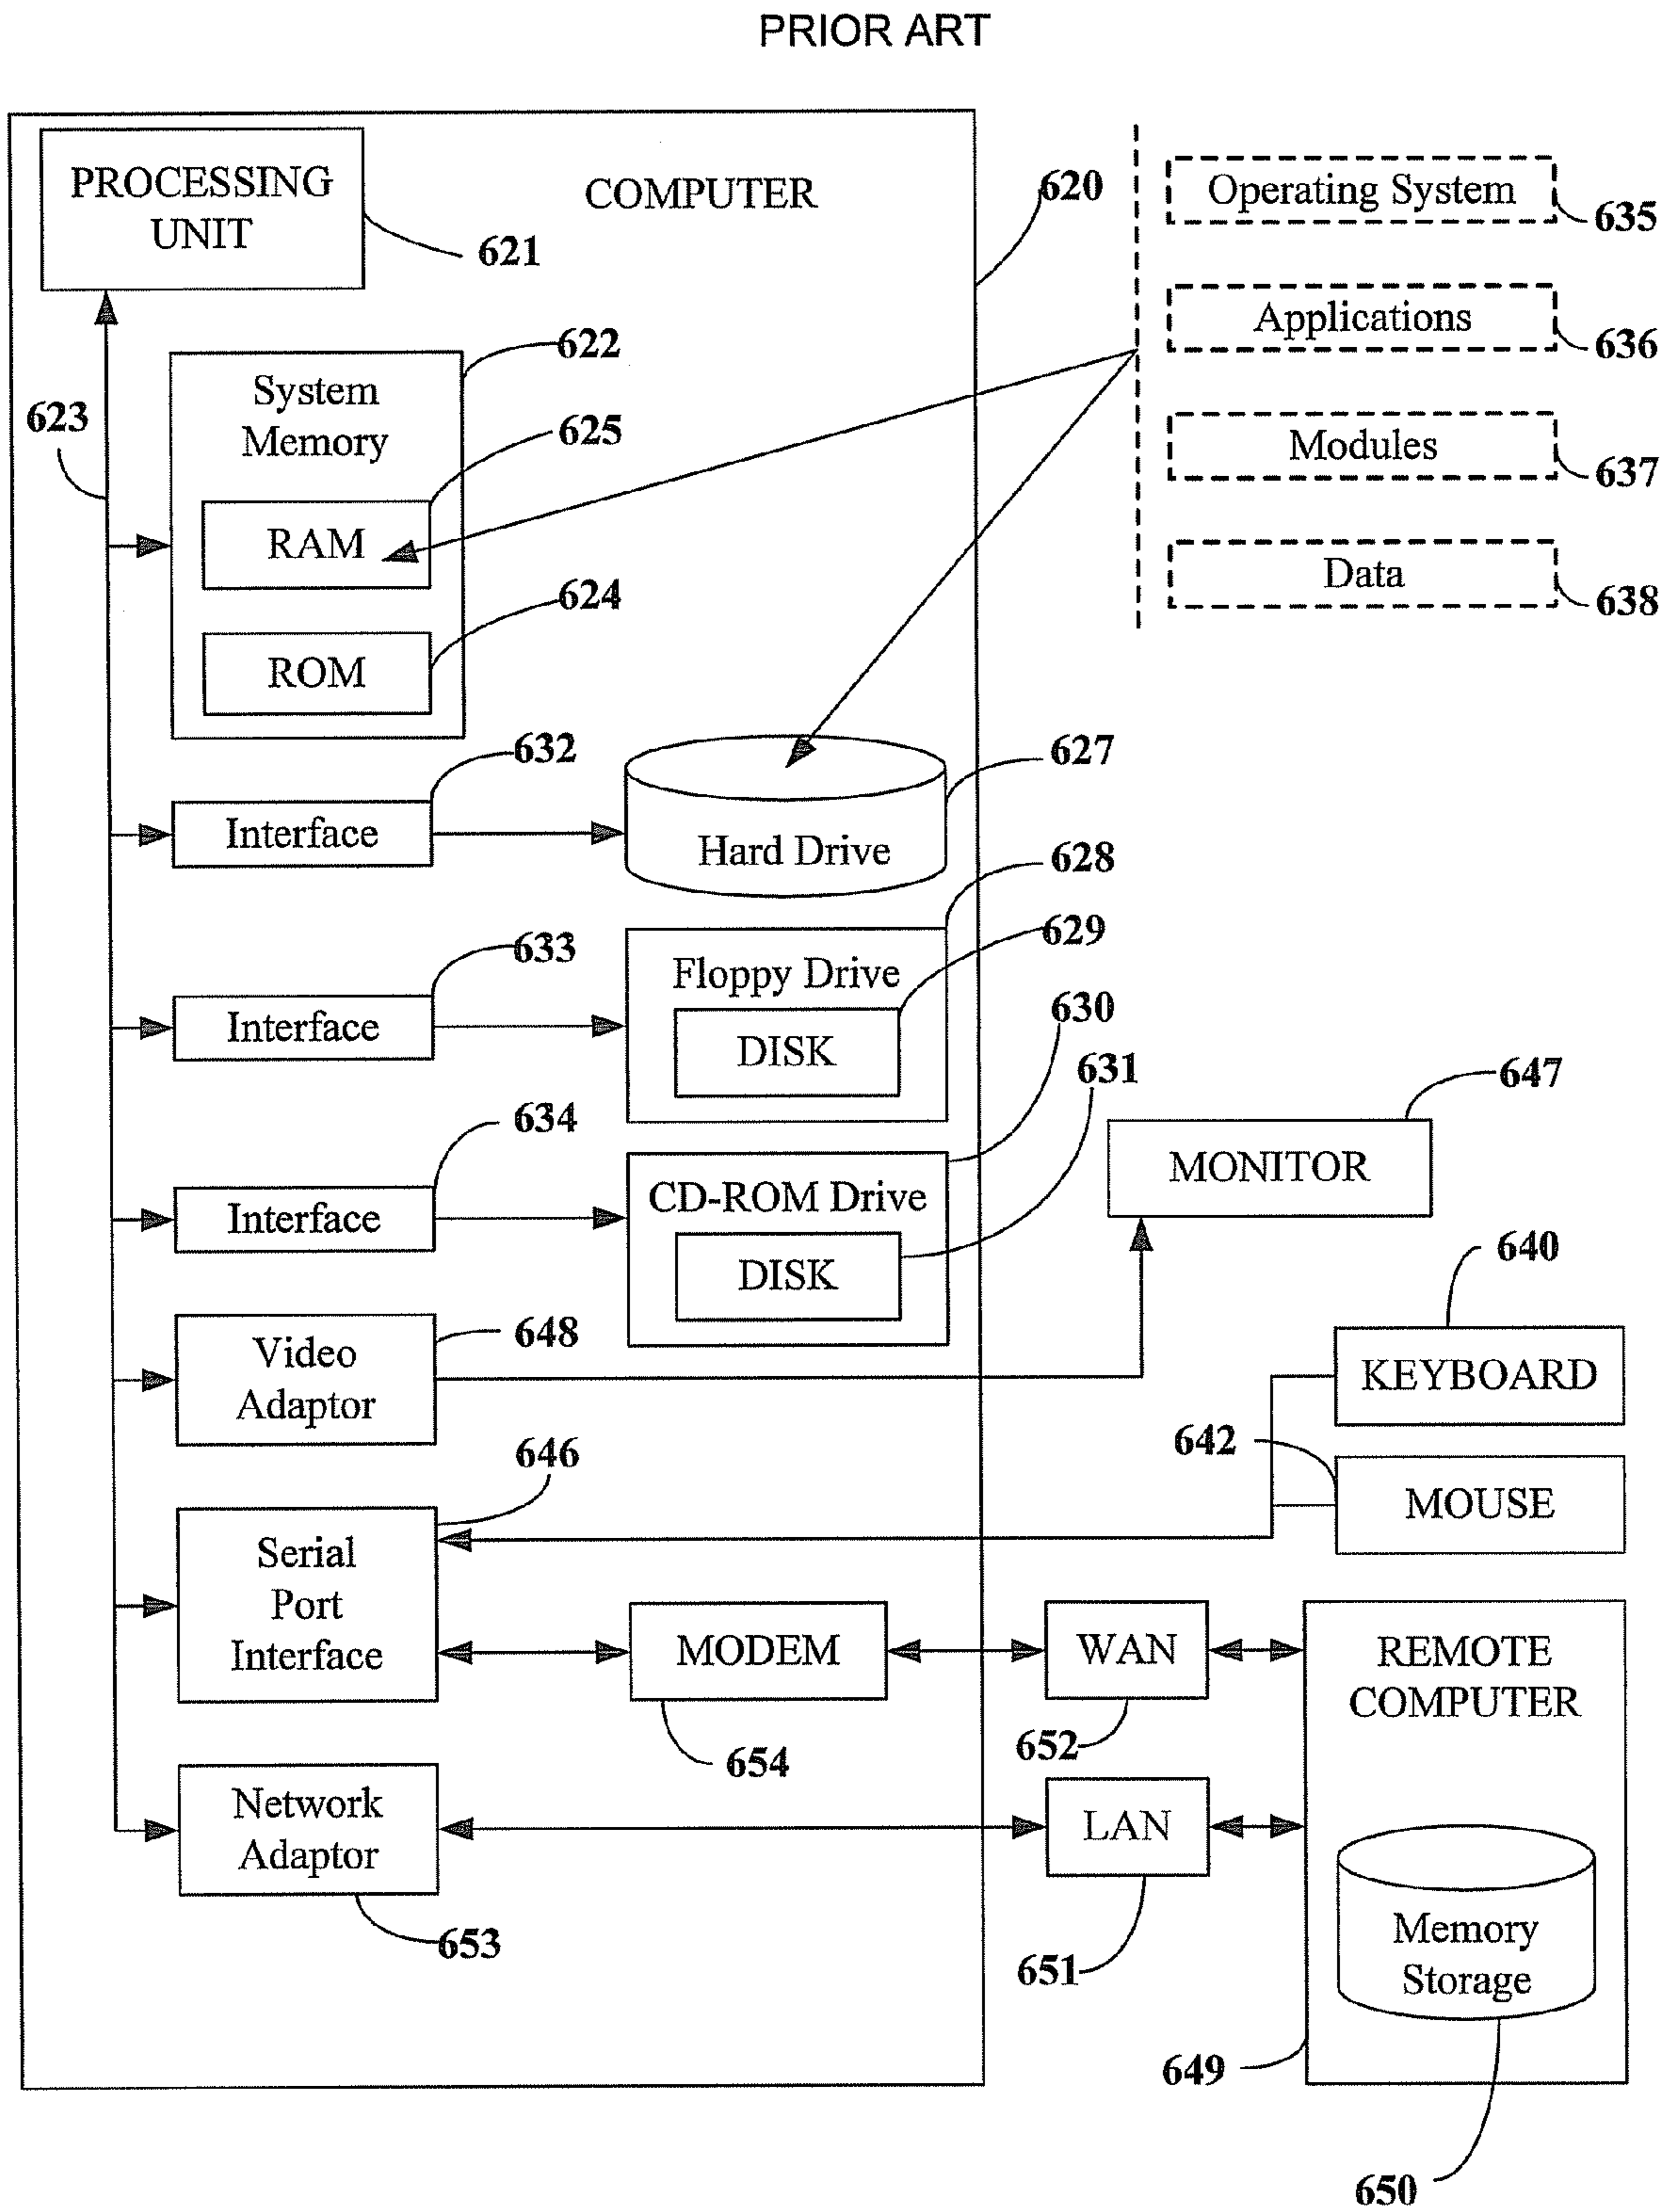 PRIOR ART
PROCESSING
UNIT
621
COMPUTER
620
Operating System
635
Applications
636
Modules
637
Data
638
622
System
Memory
623
625
RAM
624
ROM
632
Interface
627
Hard Drive
628
633
Interface
629
Floppy Drive
DISK
630
631
634
Interface
CD-ROM Drive
DISK
647
MONITOR
640
KEYBOARD
648
Video
Adaptor
642
MOUSE
646
Serial
Port
Interface
MODEM
654
WAN
652
REMOTE
COMPUTER
Network
Adaptor
653
LAN
651
Memory
Storage
649
650